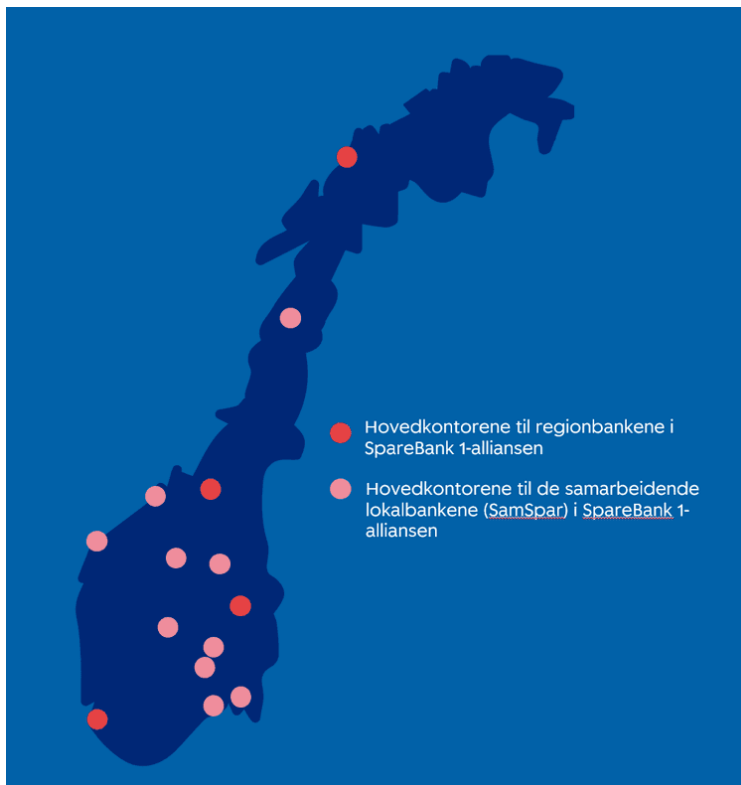 Hovedkontorene til regionbankene i
SpareBank 1-alliansen
Hovedkontorene til de samarbeidende
lokalbankene (SamSpar) i SpareBank 1-
alliansen